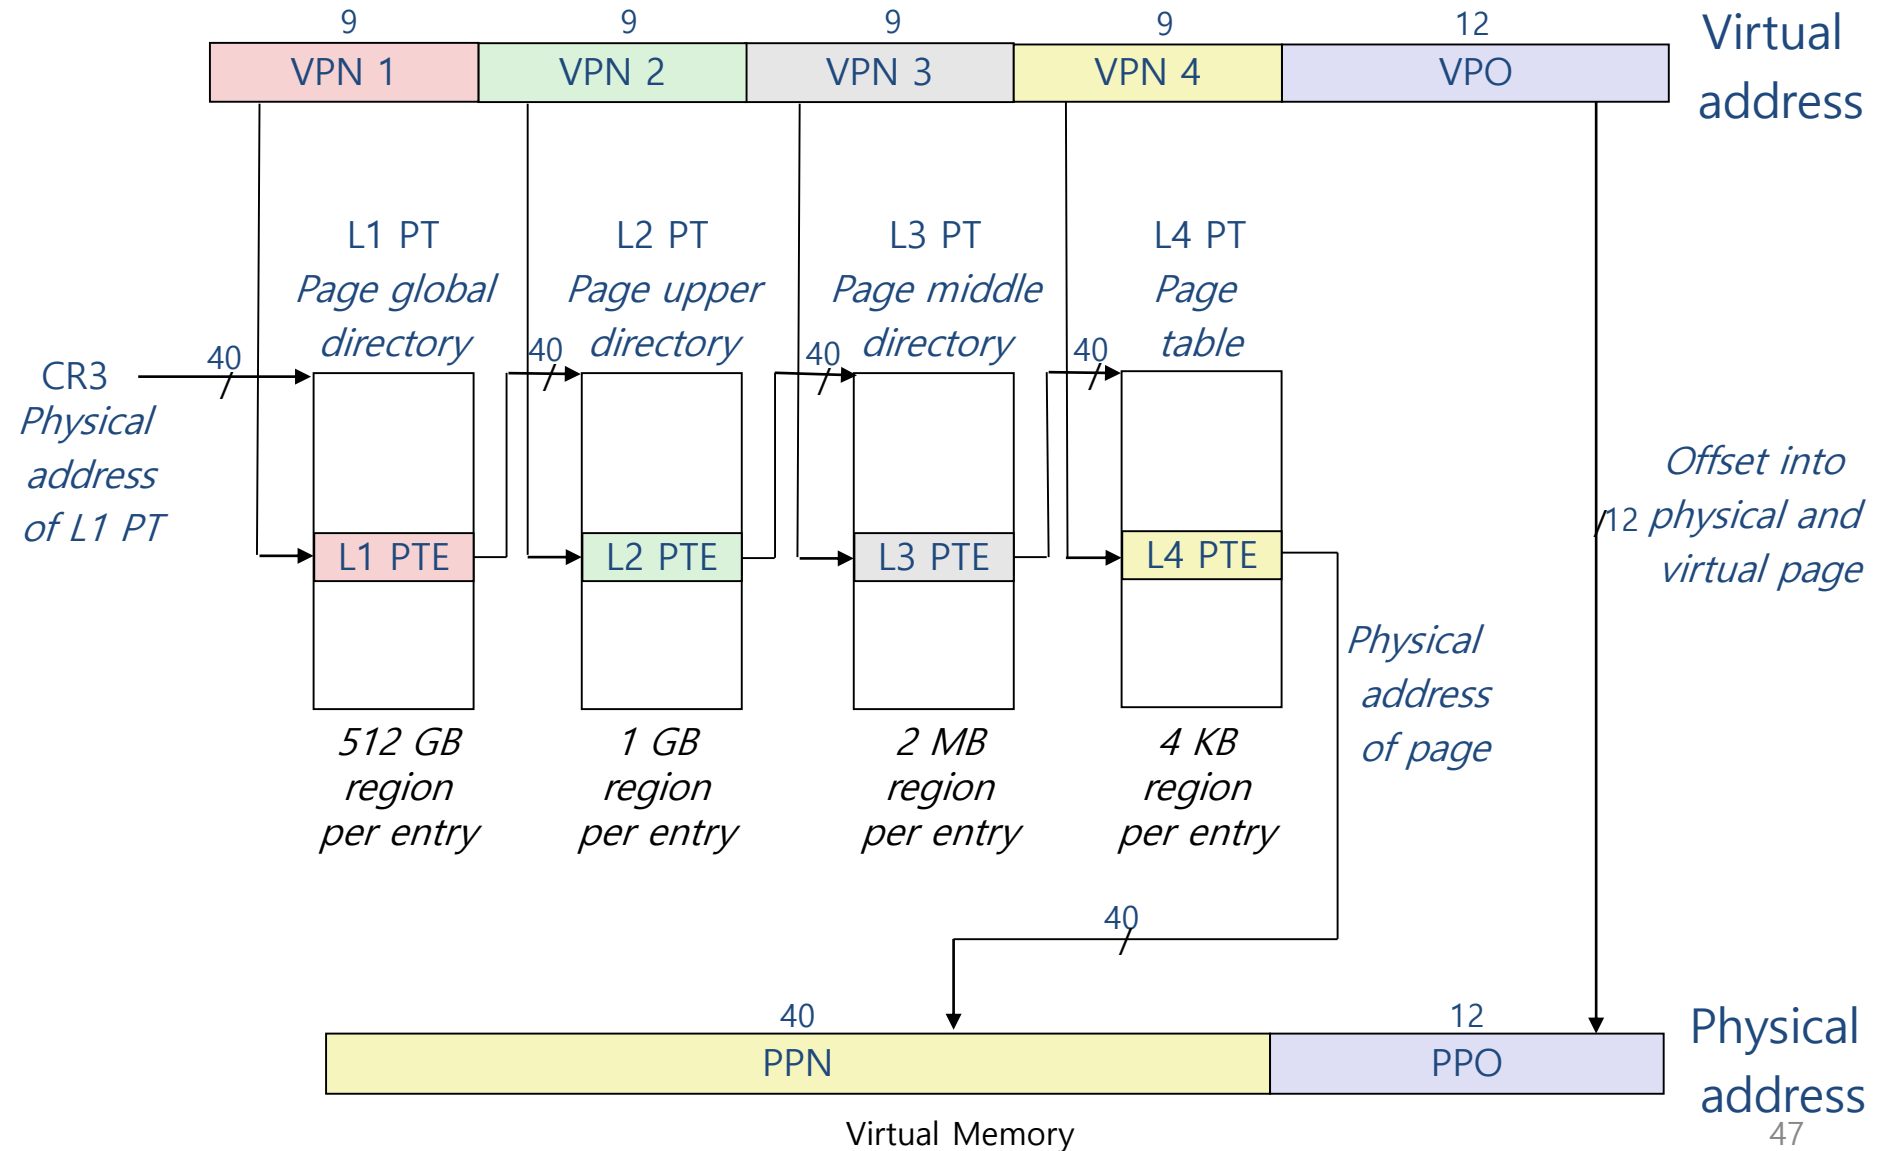 9 9 9 9 12
VPN 1 VPN 2 VPN 3 VPN 4 VPO
Virtual
address
L1 PT
Page global
directory
L2 PT
Page upper
directory
L3 PT
Page middle
directory
L4 PT
Page
table
40 40 40 40
CR3
Physical
address
of L1 PT
L1 PTE L2 PTE L3 PTE L4 PTE
12
Offset into
physical and
virtual page
Physical
address
of page
512 GB
region
per entry
1 GB
region
per entry
2 MB
region
per entry
4 KB
region
per entry
40
40 12
PPN PPO
Physical
address
Virtual Memory
47